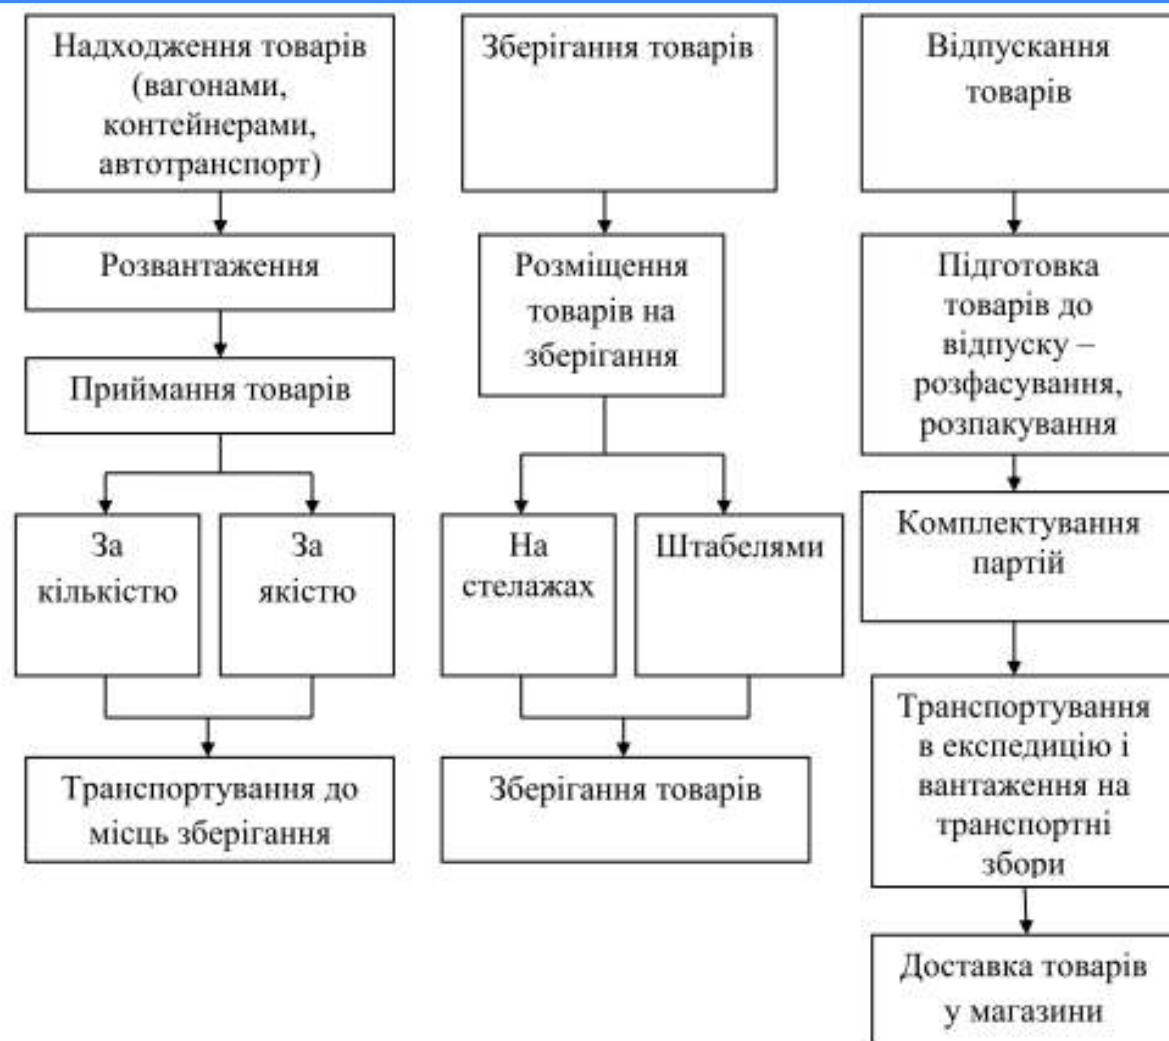 Надходження товарів
(вагонами,
контейнерами,
автотранспорт)
Розвантаження
Приймання товарів
За
кількістю
За
якістю
Транспортування до
місць зберігання
Зберігання товарів
Розміщення
товарів на
зберігання
На
стелажах
Штабелями
Зберігання товарів
Відпускання
товарів
Підготовка
товарів до
відпуску –
розфасування,
розпакування
Комплектування
партій
Транспортування
в експедицію і
вантаження на
транспортні
збори
Доставка товарів
у магазини